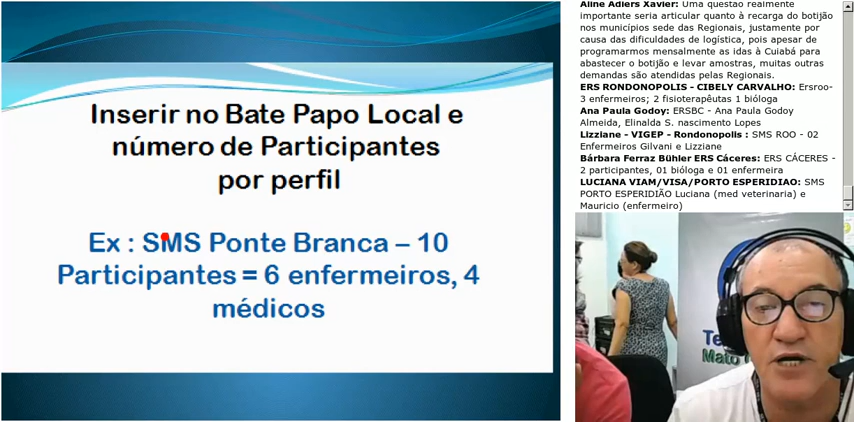 Inserir no Bate Papo Local e
número de Participantes
por perfil
Ex : SMS Ponte Branca – 10
Participantes = 6 enfermeiros, 4
médicos
Aline Adlers Xavier: Uma questão realmente
importante seria articular quanto à recarga do botijão
nos municípios sede das Regionais, justamente por
causa das dificuldades de logística, pois apesar de
programarmos mensalmente as idas à Cuiabá para
abastecer o botijão e levar amostras, muitas outras
demandas são atendidas pelas Regionais.
ERS RONDONOPOLIS - CIBELY CARVALHO: Ersroo-
3 enfermeiros; 2 fisioterapêutas 1 bióloga
Ana Paula Godoy: ERSBC - Ana Paula Godoy
Almeida, Elinalda S. nascimento Lopes
Lizziane - VIGEP - Rondonopolis : SMS ROO - 02
Enfermeiros Gilvani e Lizziane
Bárbara Ferraz Bühler ERS Cáceres: ERS CÁCERES -
2 participantes, 01 bióloga e 01 enfermeira
LUCIANA VIAM/VISA/PORTO ESPERIDIAO: SMS
PORTO ESPERIDIÃO Luciana (med veterinaria) e
Mauricio (enfermeiro)
Te
Mato